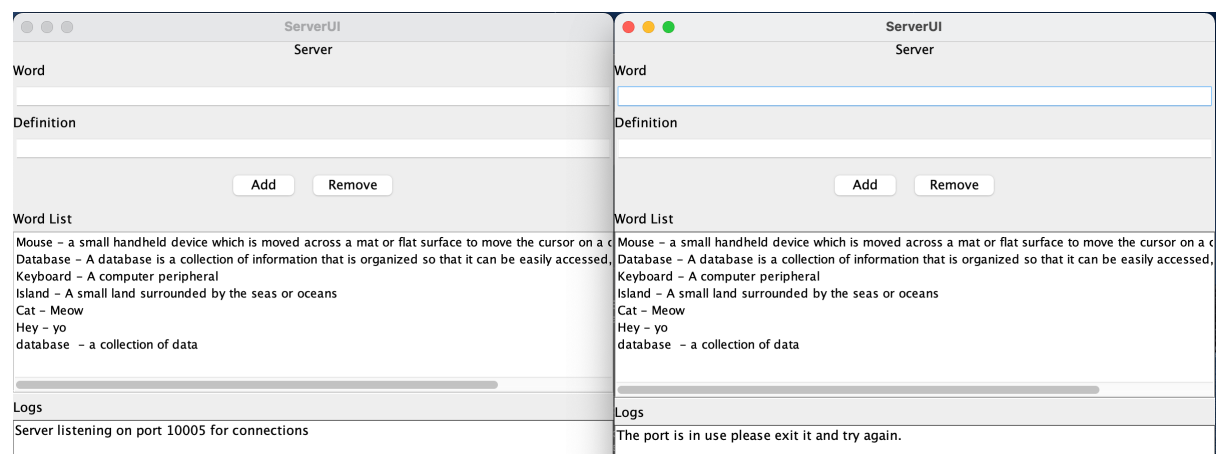 ServerUI
Server
Word
Definition
Add Remove
Word List
Mouse – a small handheld device which is moved across a mat or flat surface to move the cursor on a c
Database – A database is a collection of information that is organized so that it can be easily accessed,
Keyboard – A computer peripheral
Island – A small land surrounded by the seas or oceans
Cat – Meow
Hey – yo
database – a collection of data
Logs
Server listening on port 10005 for connections
ServerUI
Server
Word
Definition
Add Remove
Word List
Mouse – a small handheld device which is moved across a mat or flat surface to move the cursor on a c
Database – A database is a collection of information that is organized so that it can be easily accessed,
Keyboard – A computer peripheral
Island – A small land surrounded by the seas or oceans
Cat – Meow
Hey – yo
database – a collection of data
Logs
The port is in use please exit it and try again.